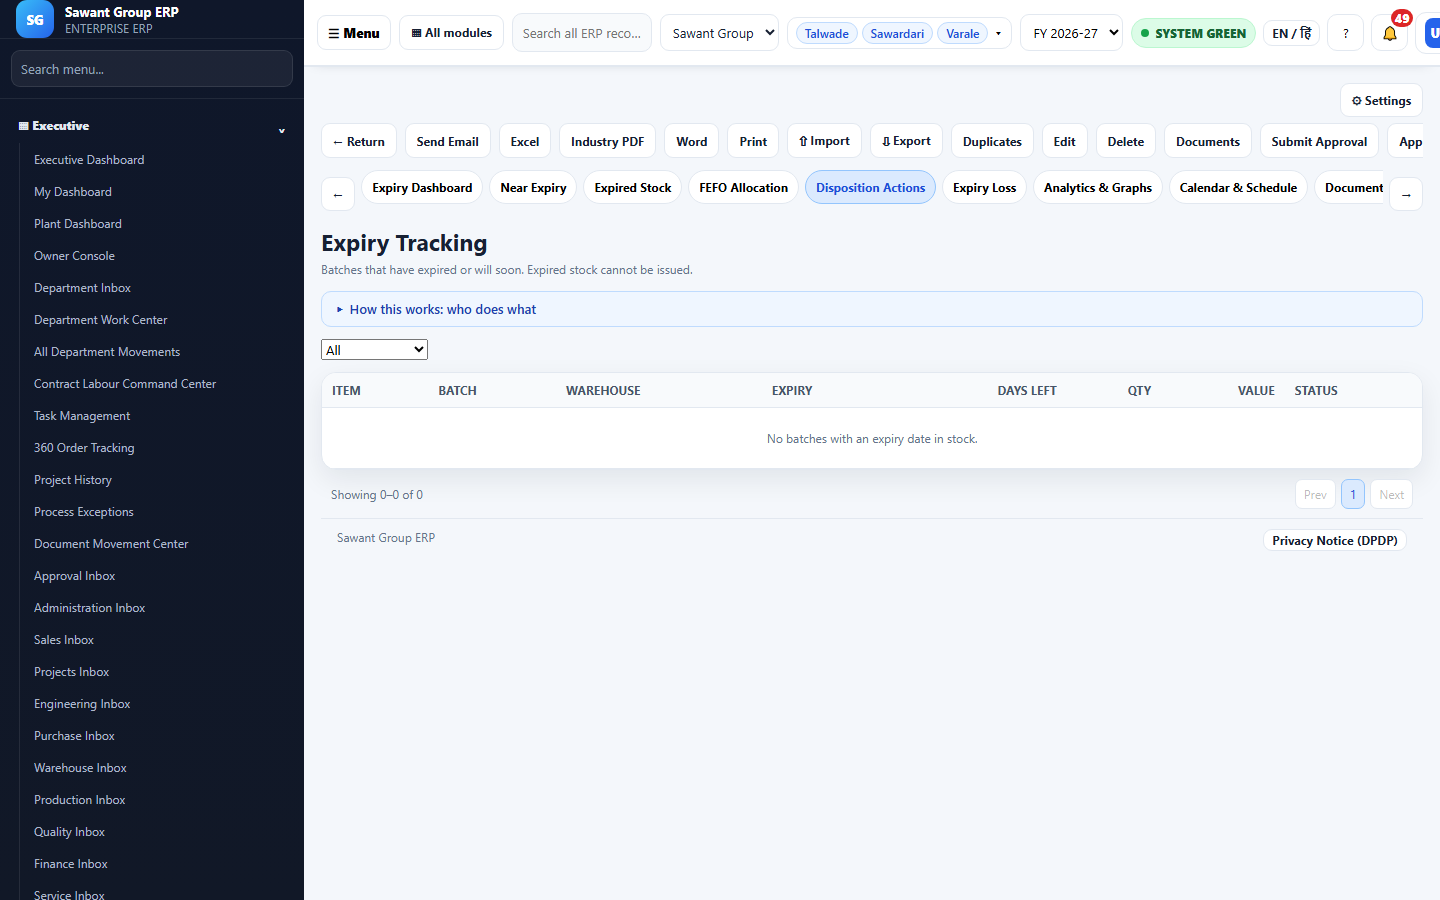 SG
Sawant Group ERP
ENTERPRISE ERP
Search menu...
Executive
Executive Dashboard
My Dashboard
Plant Dashboard
Owner Console
Department Inbox
Department Work Center
All Department Movements
Contract Labour Command Center
Task Management
360 Order Tracking
Project History
Process Exceptions
Document Movement Center
Approval Inbox
Administration Inbox
Sales Inbox
Projects Inbox
Engineering Inbox
Purchase Inbox
Warehouse Inbox
Production Inbox
Quality Inbox
Finance Inbox
Service Inbox
☰ Menu
All modules
Search all ERP reco...
Sawant Group
Talwade Sawardari Varale
FY 2026-27
SYSTEM GREEN
EN / हिं
?
49
U
⚙ Settings
← Return Send Email Excel Industry PDF Word Print ⇧ Import ⇩ Export Duplicates Edit Delete Documents Submit Approval App
← Expiry Dashboard Near Expiry Expired Stock FEFO Allocation Disposition Actions Expiry Loss Analytics & Graphs Calendar & Schedule Document →
Expiry Tracking
Batches that have expired or will soon. Expired stock cannot be issued.
▸ How this works: who does what
All
ITEM BATCH WAREHOUSE EXPIRY DAYS LEFT QTY VALUE STATUS
No batches with an expiry date in stock.
Showing 0–0 of 0
Prev 1 Next
Sawant Group ERP
Privacy Notice (DPDP)